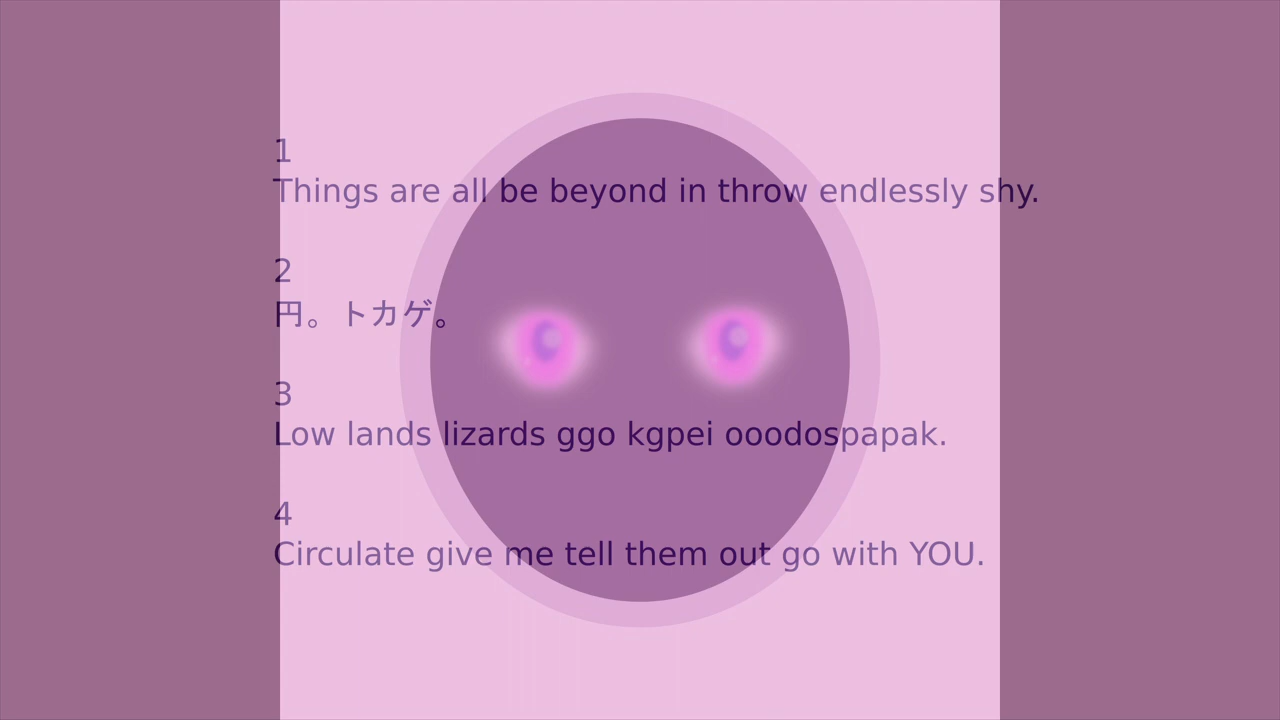 1
Things are all be beyond in throw endlessly shy.
2
円。トカゲ。
3
Low lands lizards ggo kgpei ooodospapak.
4
Circulate give me tell them out go with YOU.